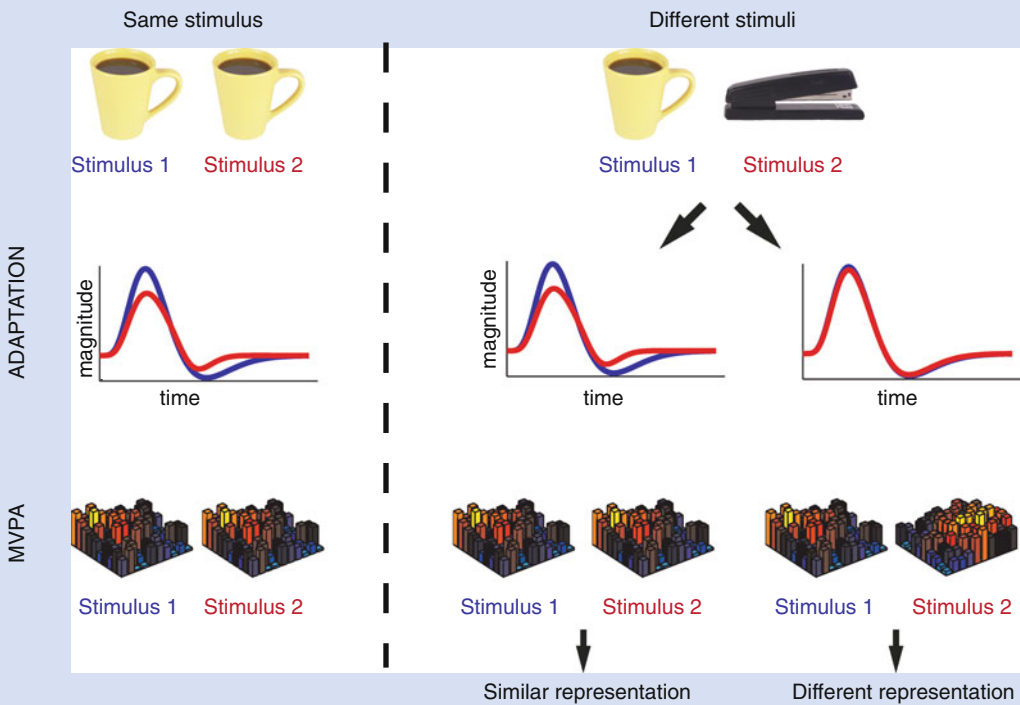 Same stimulus
Different stimuli
Stimulus 1
Stimulus 2
Stimulus 1
Stimulus 2
ADAPTATION
magnitude
time
magnitude
time
time
MVPA
Stimulus 1
Stimulus 2
Stimulus 1
Stimulus 2
Stimulus 1
Stimulus 2
Similar representation
Different representation